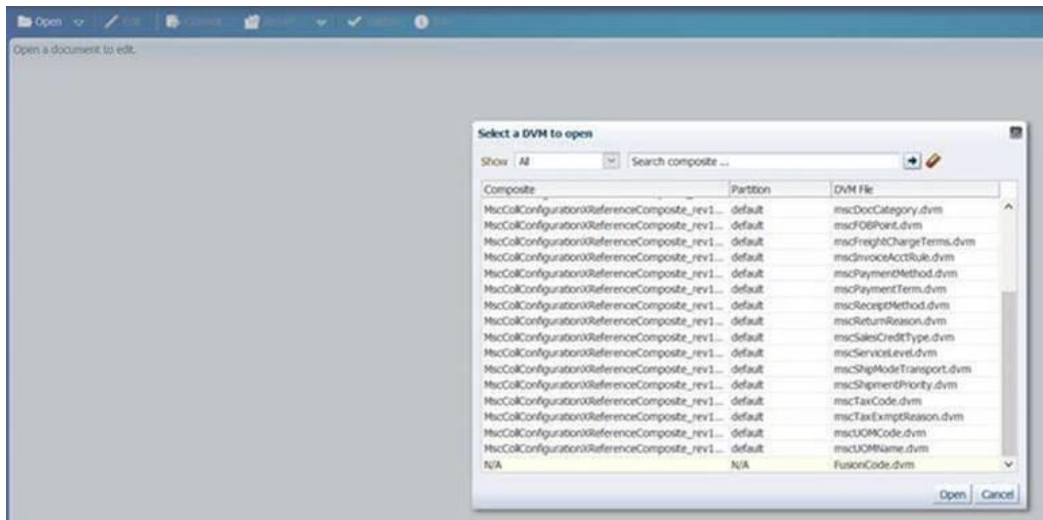 Open
Open a document to edit.
Select a DVM to open
Show All Search composite ...
Composite Partition DVM File
MscCollConfigurationXReferenceComposite_rev1... default mscDocCategory.dvm
MscCollConfigurationXReferenceComposite_rev1... default mscFOBPoint.dvm
MscCollConfigurationXReferenceComposite_rev1... default mscFreightChargeTerms.dvm
MscCollConfigurationXReferenceComposite_rev1... default mscInvoiceAcctRule.dvm
MscCollConfigurationXReferenceComposite_rev1... default mscPaymentMethod.dvm
MscCollConfigurationXReferenceComposite_rev1... default mscPaymentTerm.dvm
MscCollConfigurationXReferenceComposite_rev1... default mscReceiptMethod.dvm
MscCollConfigurationXReferenceComposite_rev1... default mscReturnReason.dvm
MscCollConfigurationXReferenceComposite_rev1... default mscSalesCreditType.dvm
MscCollConfigurationXReferenceComposite_rev1... default mscServiceLevel.dvm
MscCollConfigurationXReferenceComposite_rev1... default mscShipModeTransport.dvm
MscCollConfigurationXReferenceComposite_rev1... default mscShipmentPriority.dvm
MscCollConfigurationXReferenceComposite_rev1... default mscTaxCode.dvm
MscCollConfigurationXReferenceComposite_rev1... default mscTaxExmptReason.dvm
MscCollConfigurationXReferenceComposite_rev1... default mscUOMCode.dvm
MscCollConfigurationXReferenceComposite_rev1... default mscUOMName.dvm
N/A N/A FusionCode.dvm
Open Cancel